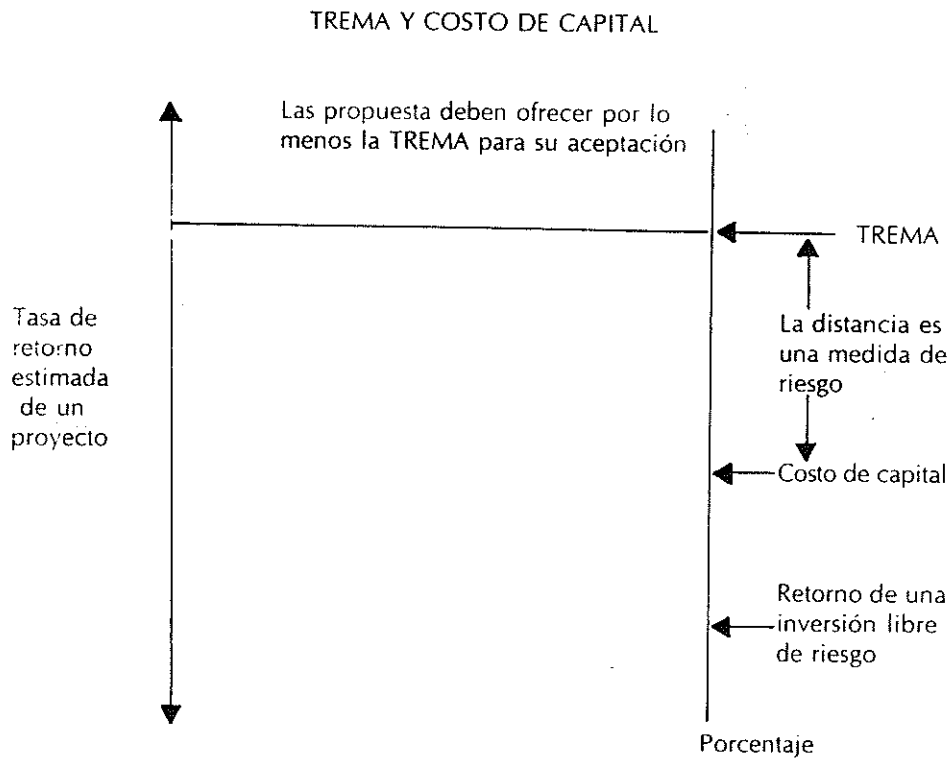 TREMA Y COSTO DE CAPITAL
Las propuesta deben ofrecer por lo
menos la TREMA para su aceptación
TREMA
Tasa de
retorno
estimada
de un
proyecto
La distancia es
una medida de
riesgo
Costo de capital
Retorno de una
inversión libre
de riesgo
Porcentaje